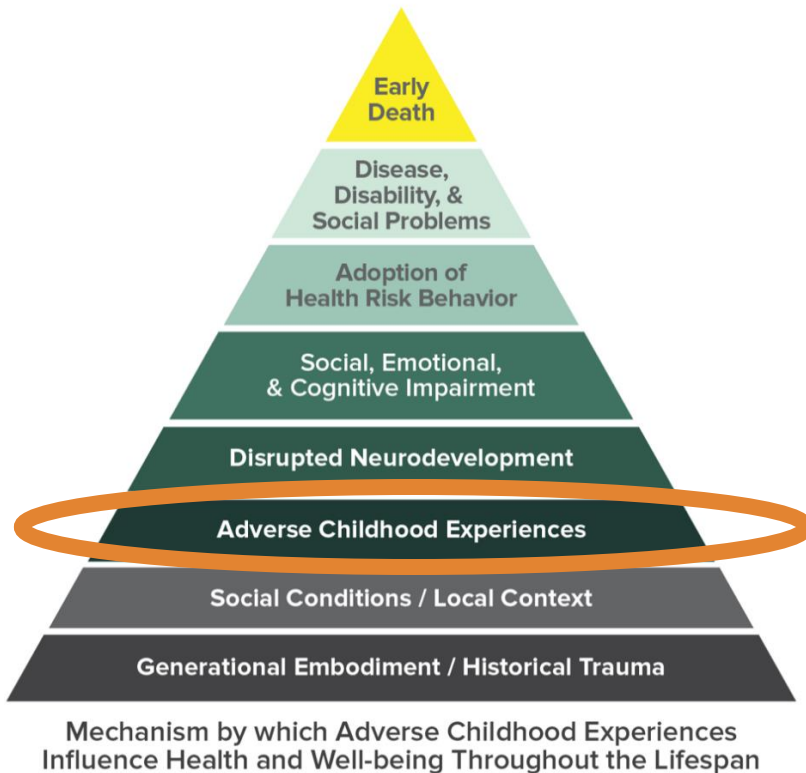 Early
Death
Disease,
Disability, &
Social Problems
Adoption of
Health Risk Behavior
Social, Emotional,
& Cognitive Impairment
Disrupted Neurodevelopment
Adverse Childhood Experiences
Social Conditions / Local Context
Generational Embodiment / Historical Trauma
Mechanism by which Adverse Childhood Experiences
Influence Health and Well-being Throughout the Lifespan